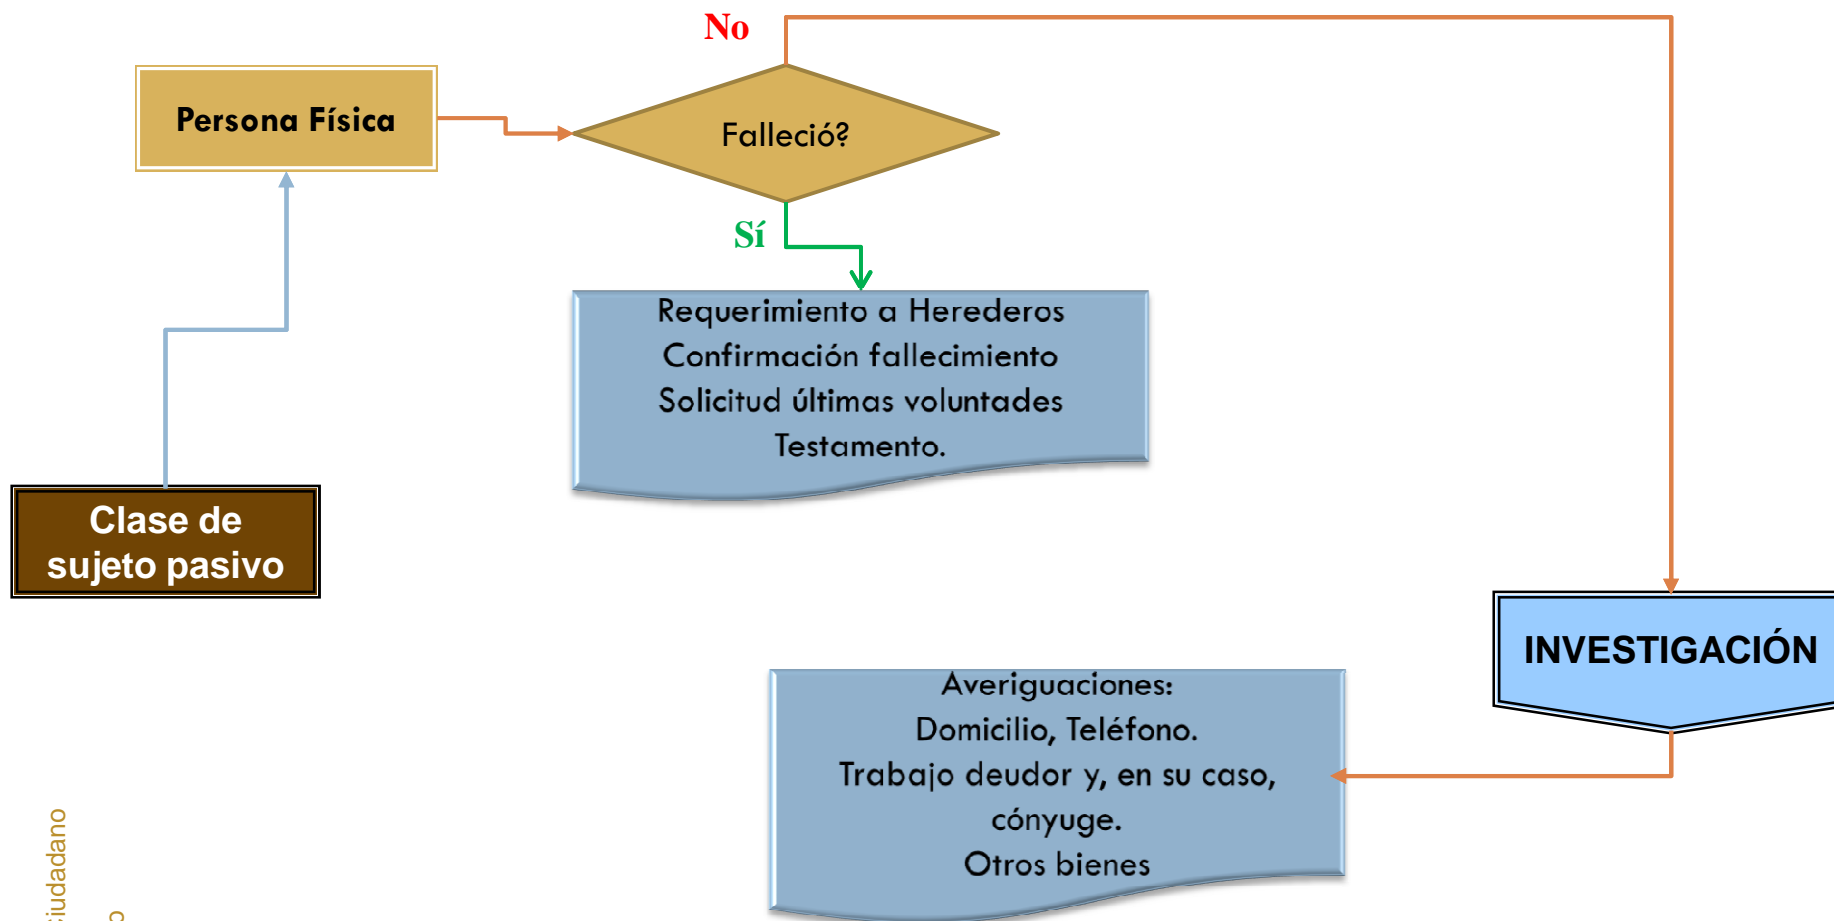 No
Persona Física
Falleció?
Sí
Requerimiento a Herederos
Confirmación fallecimiento
Solicitud últimas voluntades
Testamento.
Clase de
sujeto pasivo
INVESTIGACIÓN
Averiguaciones:
Domicilio, Teléfono.
Trabajo deudor y, en su caso,
cónyuge.
Otros bienes
ciudadano